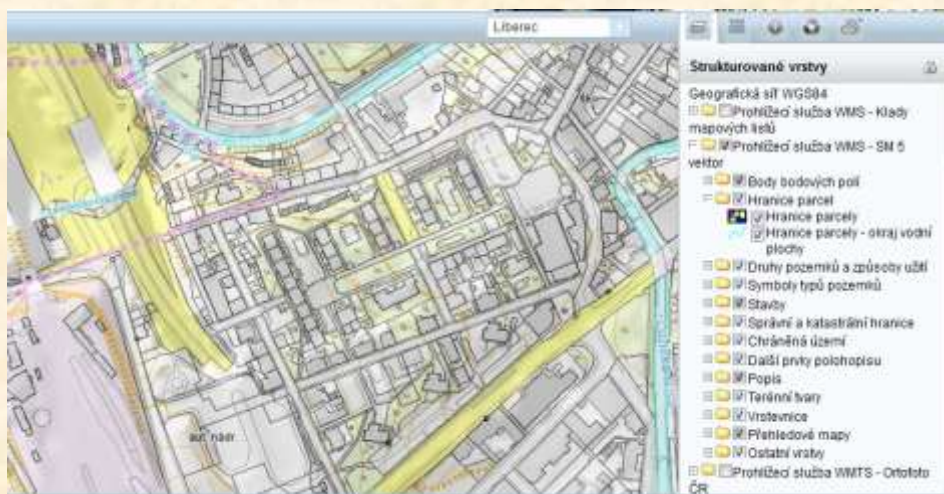 Liberec
Strukturované vrstvy
Geografická síť WGS84
Prohlížecí služba WMS - Klady
mapových listů
Prohlížecí služba WMS - SM 5
vektor
Body bodových polí
Hranice parcel
Hranice parcely
Hranice parcely - okraj vodní
plochy
Druhy pozemků a způsoby užití
Symboly typů pozemků
Stavby
Správní a katastrální hranice
Chráněná území
Další prvky polohopisu
Popis
Terénní tvary
Vrstevnice
Přehledové mapy
Ostatní vrstvy
Prohlížecí služba WMTS - Ortofoto
ČR
aut. nádr.